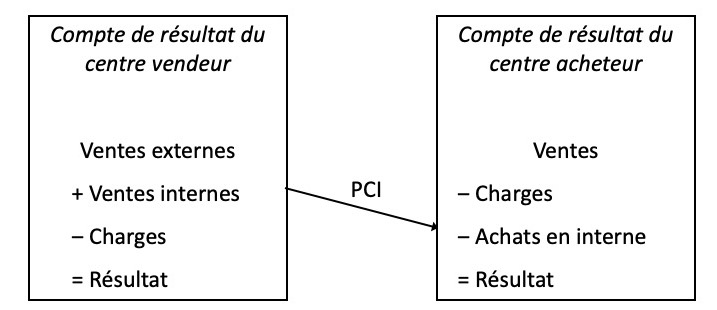 Compte de résultat du
centre vendeur
Ventes externes
+ Ventes internes
– Charges
= Résultat
PCI
Compte de résultat du
centre acheteur
Ventes
– Charges
– Achats en interne
= Résultat